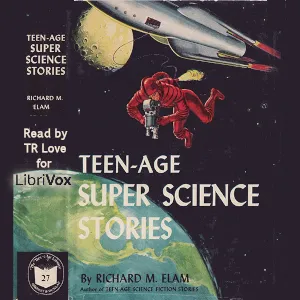 TEEN-AGE
SUPER
SCIENCE
STORIES
RICHARD M.
ELAM
Read by
TR Love
for
LibriVox
27
TEEN-AGE
SUPER SCIENCE
STORIES
By RICHARD M. ELAM
Author of TEEN-AGE SCIENCE FICTION STORIES